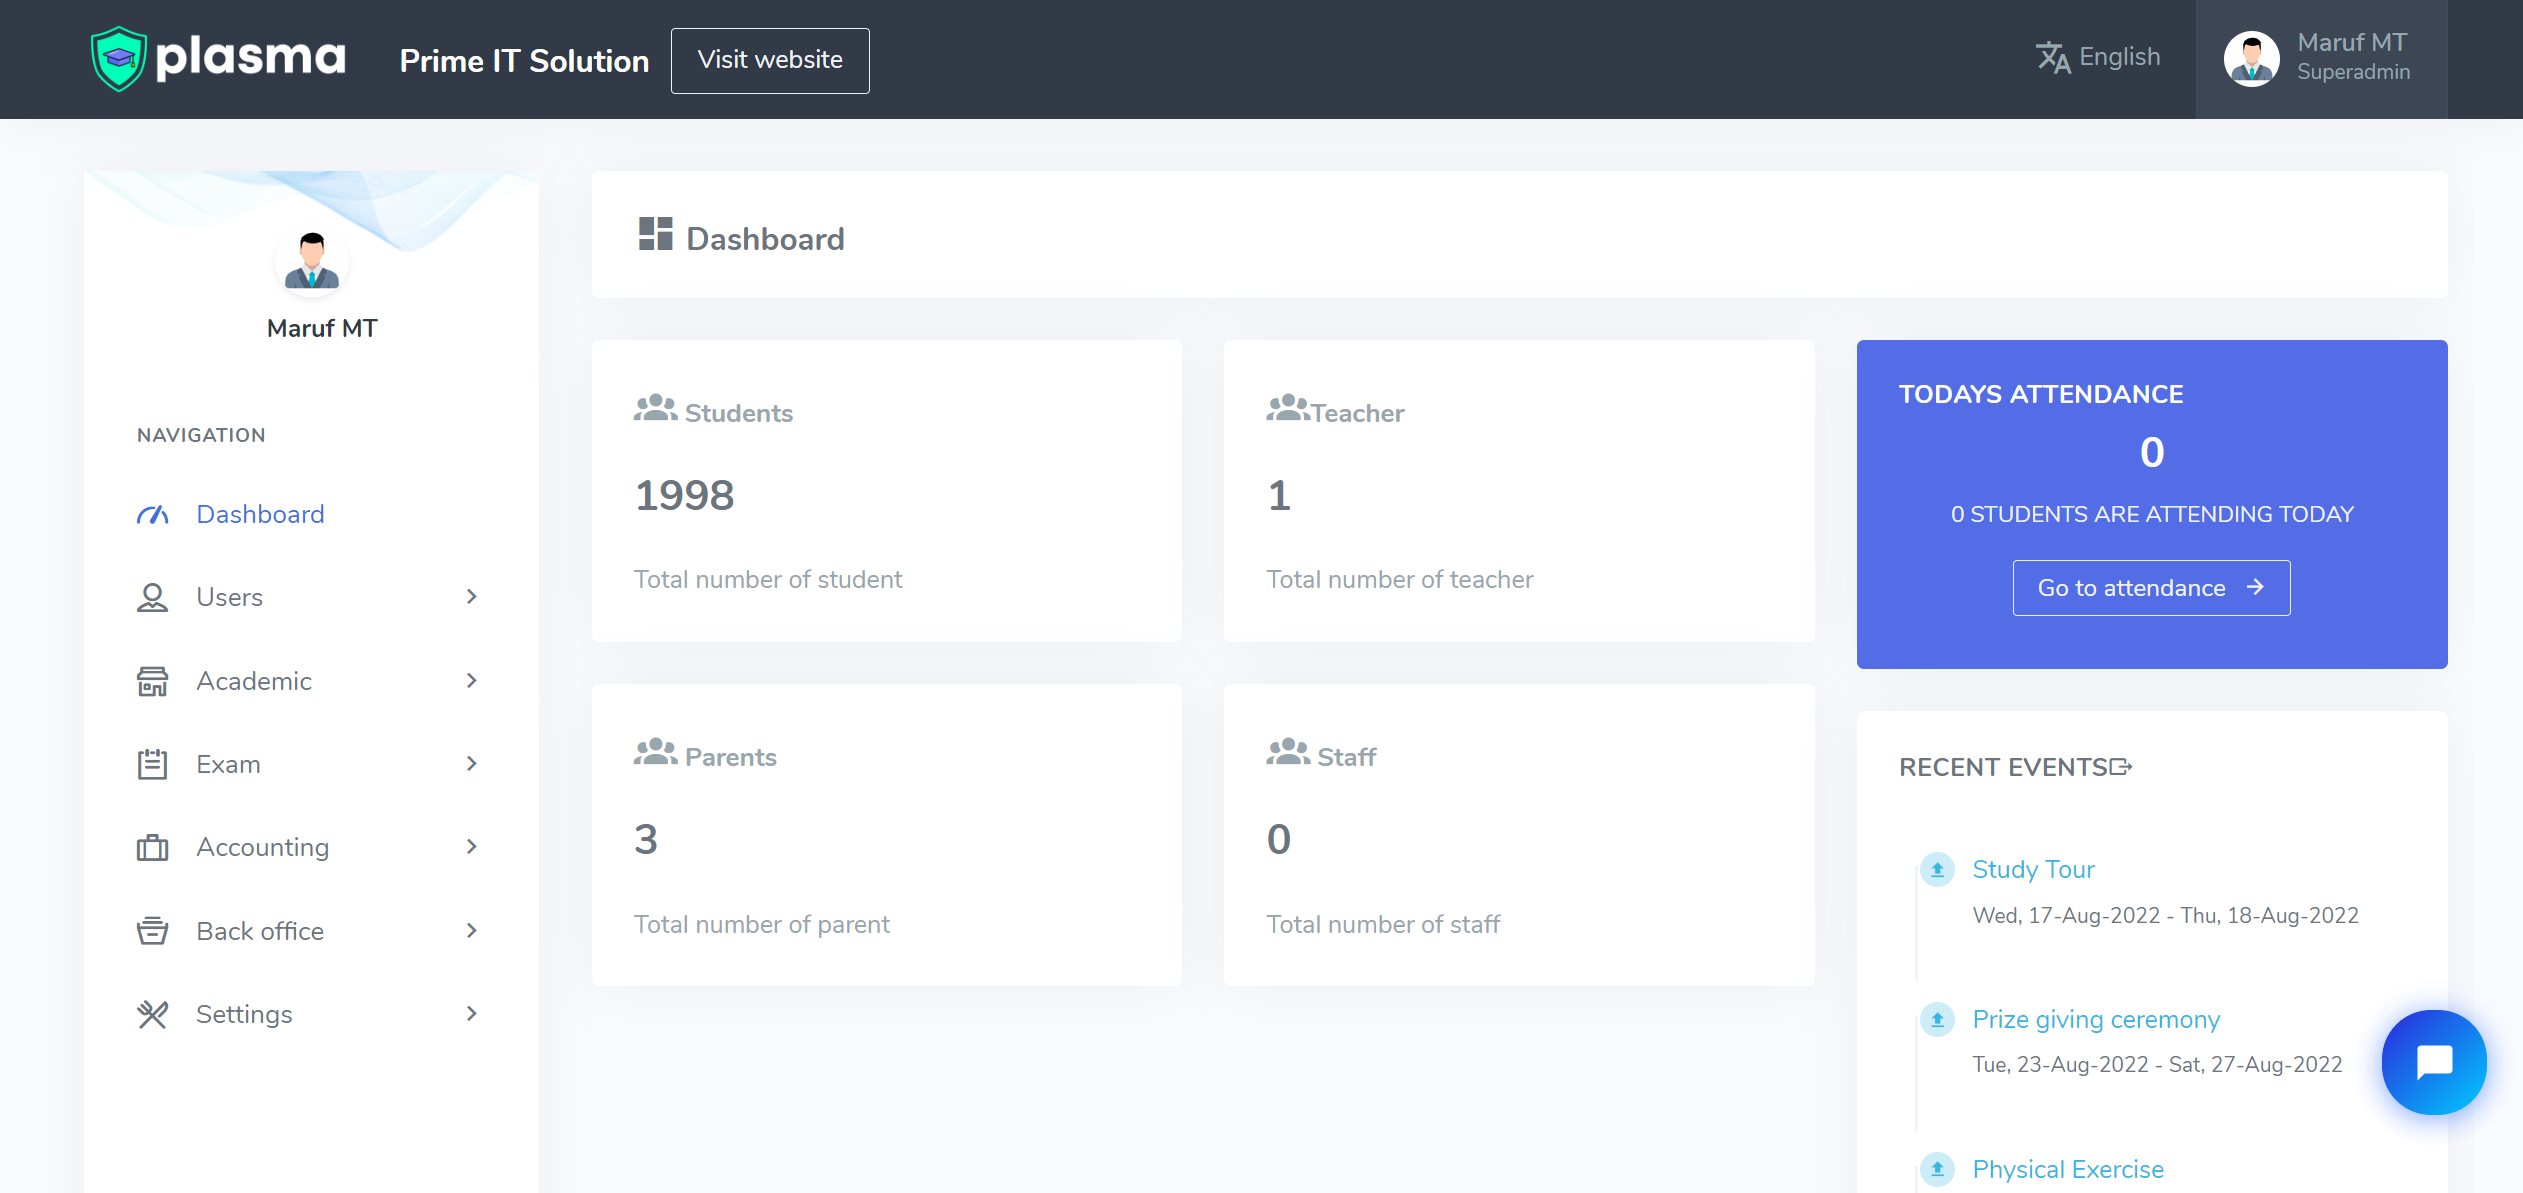 plasma
Prime IT Solution
Visit website
English
Maruf MT
Superadmin
Maruf MT
NAVIGATION
Dashboard
Users
Academic
Exam
Accounting
Back office
Settings
Dashboard
Students
1998
Total number of student
Teacher
1
Total number of teacher
Parents
3
Total number of parent
Staff
0
Total number of staff
TODAYS ATTENDANCE
0
0 STUDENTS ARE ATTENDING TODAY
Go to attendance
RECENT EVENTS
Study Tour
Wed, 17-Aug-2022 - Thu, 18-Aug-2022
Prize giving ceremony
Tue, 23-Aug-2022 - Sat, 27-Aug-2022
Physical Exercise